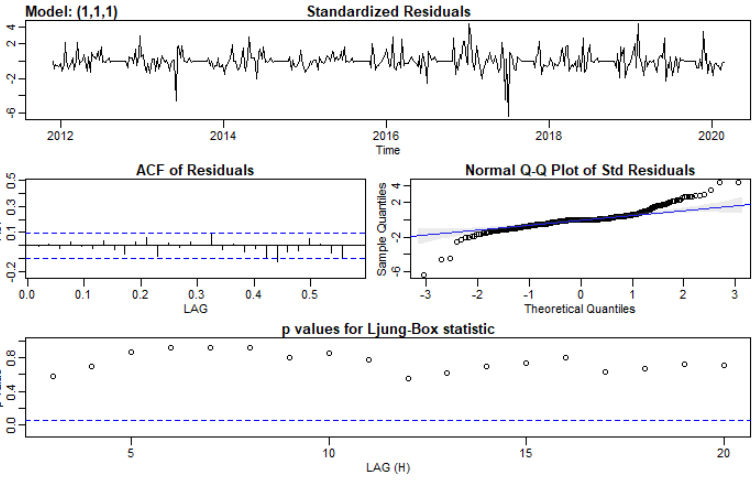 Model: (1,1,1) Standardized Residuals
4
2
-2
-6
2012 2014 2016 2018 2020
Time
ACF of Residuals
0.5
0.3
0.1
-0.2
0.0 0.1 0.2 0.3 0.4 0.5
LAG
Normal Q-Q Plot of Std Residuals
Sample Quantiles
4
2
-2
-6
-3 -2 -1 0 1 2 3
Theoretical Quantiles
p values for Ljung-Box statistic
0.8
0.4
0.0
5 10 15 20
LAG (H)